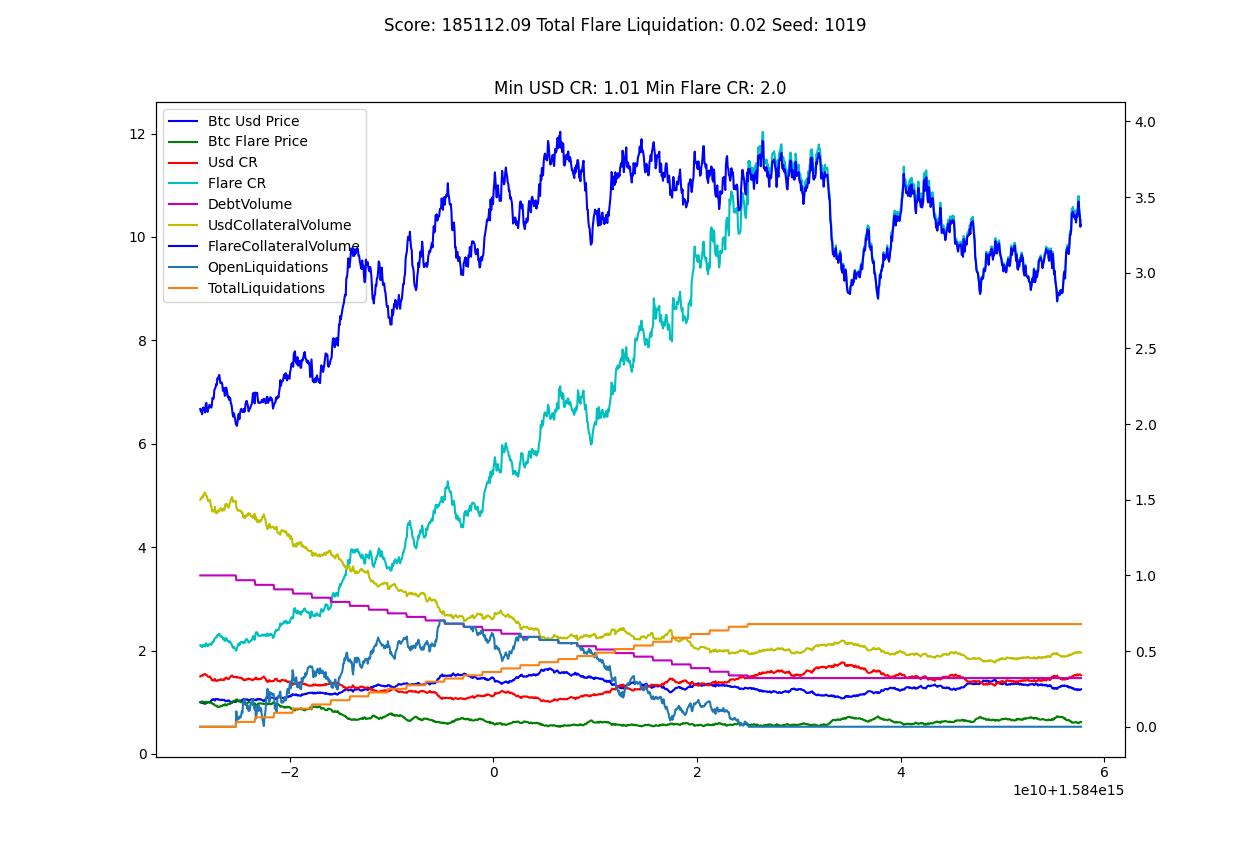 Score: 185112.09 Total Flare Liquidation: 0.02 Seed: 1019
Min USD CR: 1.01 Min Flare CR: 2.0
Btc Usd Price
Btc Flare Price
Usd CR
Flare CR
DebtVolume
UsdCollateralVolume
FlareCollateralVolume
OpenLiquidations
TotalLiquidations
12
10
8
6
4
2
0
4.0
3.5
3.0
2.5
2.0
1.5
1.0
0.5
0.0
−2 0 2 4 6
1e10+1.584e15